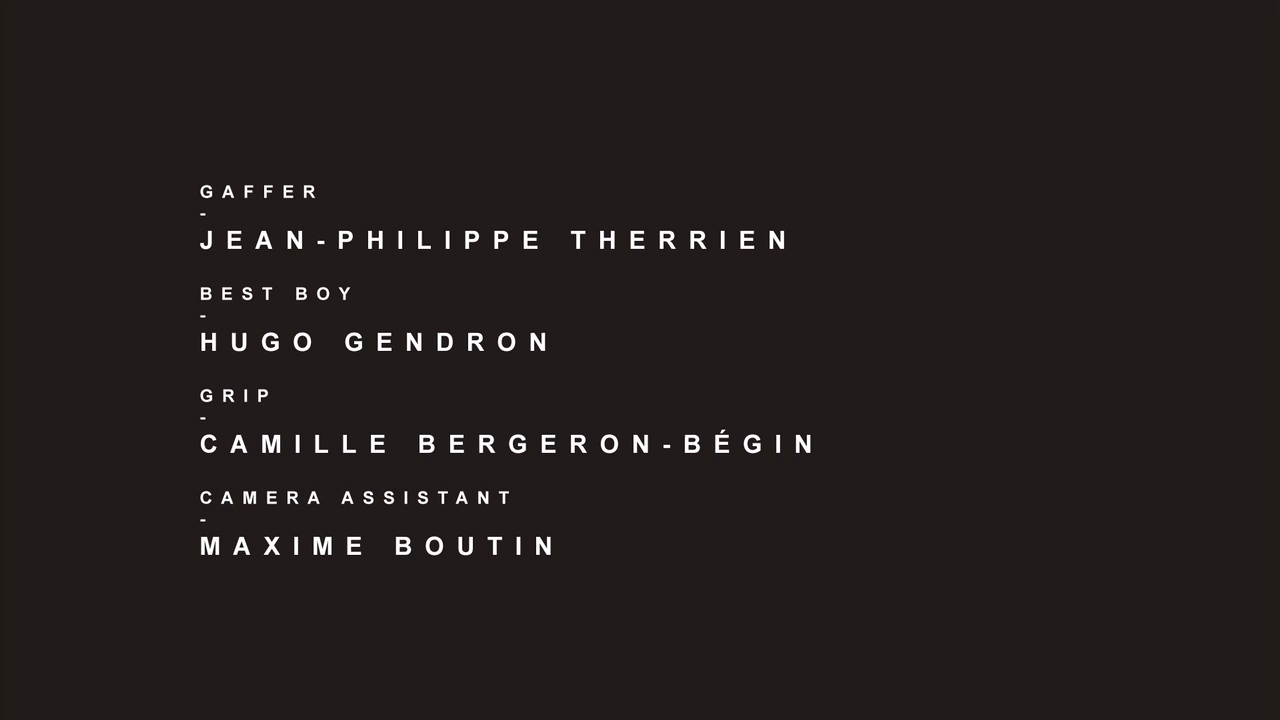 GAFFER
-
JEAN-PHILIPPE THERRIEN
BEST BOY
-
HUGO GENDRON
GRIP
-
CAMILLE BERGERON-BÉGIN
CAMERA ASSISTANT
-
MAXIME BOUTIN